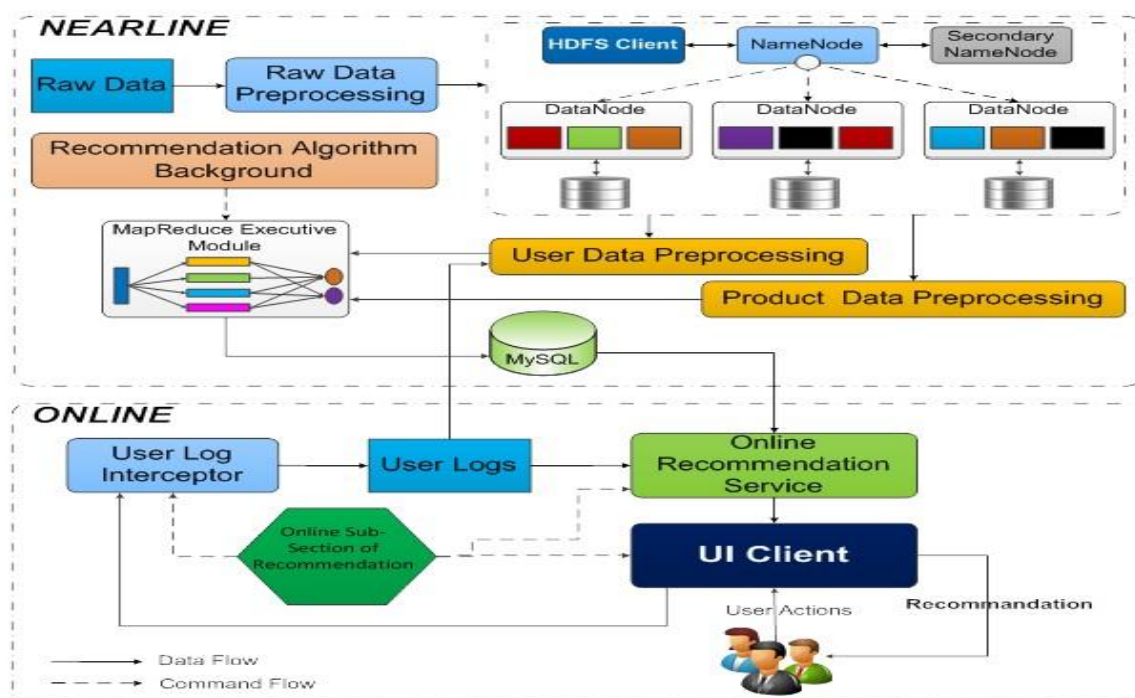 NEARLINE
HDFS Client
NameNode
Secondary
NameNode
Raw Data
Raw Data
Preprocessing
DataNode
DataNode
DataNode
Recommendation Algorithm
Background
MapReduce Executive
Module
User Data Preprocessing
Product Data Preprocessing
MySQL
ONLINE
User Log
Interceptor
User Logs
Online
Recommendation
Service
Online Sub-
Section of
Recommendation
UI Client
User Actions
Recommandation
Data Flow
Command Flow